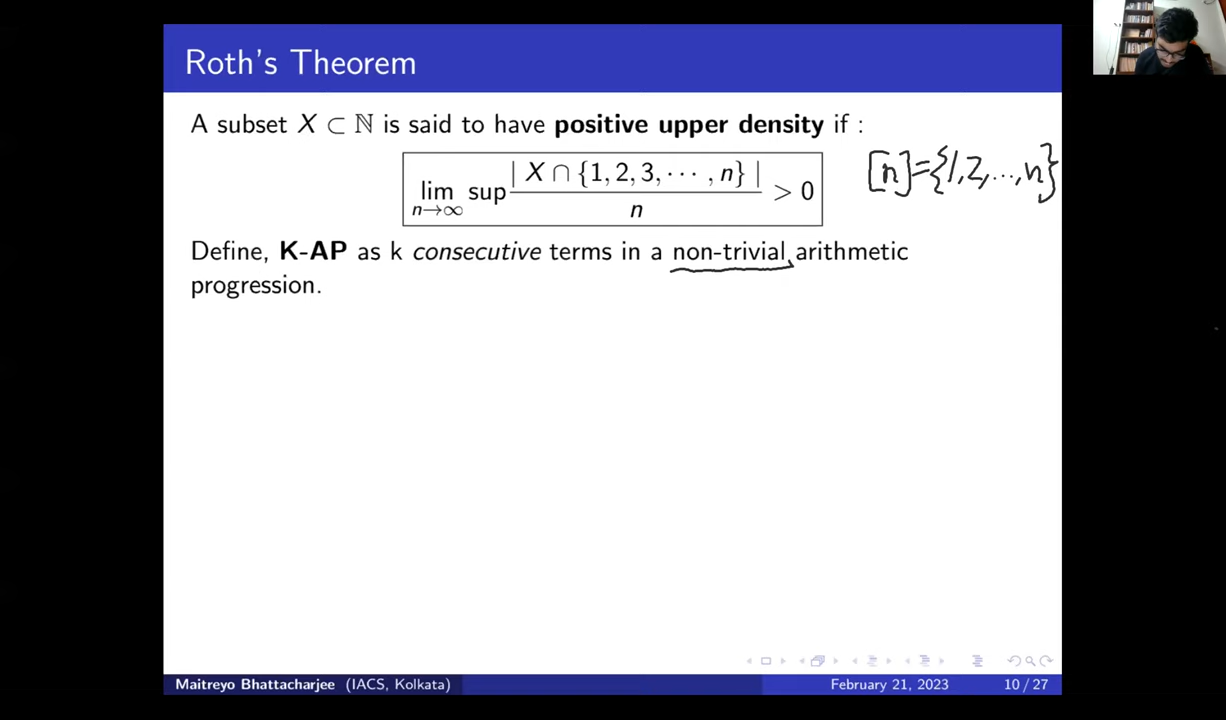 Roth's Theorem
A subset X ⊂ ℕ is said to have positive upper density if :
lim sup n→∞ | X ∩ {1, 2, 3, ⋯ , n} | / n > 0
[n]={1,2,...,n}
Define, K-AP as k consecutive terms in a non-trivial arithmetic
progression.
Maitreyo Bhattacharjee (IACS, Kolkata) February 21, 2023 10 / 27